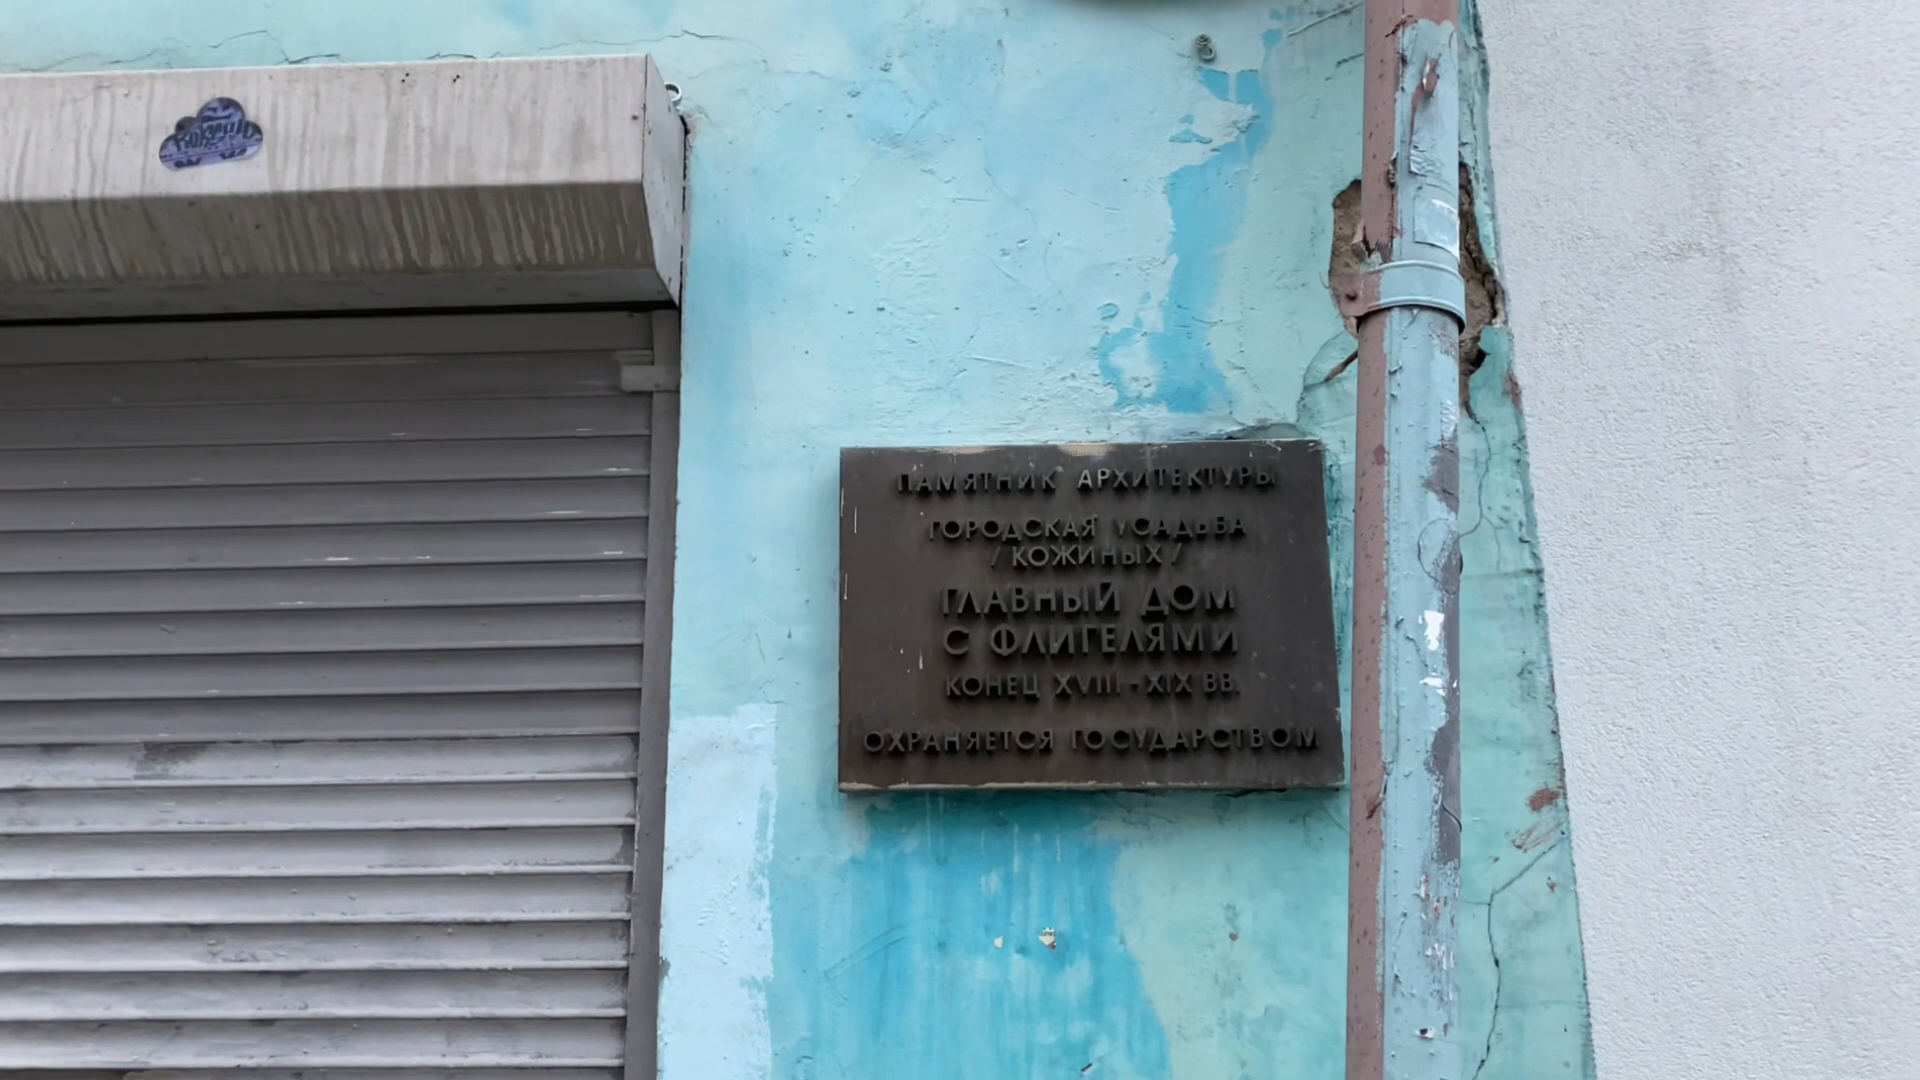 ПАМЯТНИК АРХИТЕКТУРЫ
ГОРОДСКАЯ УСАДЬБА
/КОЖИНЫХ/
ГЛАВНЫЙ ДОМ
С ФЛИГЕЛЯМИ
КОНЕЦ XVIII-XIX ВВ.
ОХРАНЯЕТСЯ ГОСУДАРСТВОМ